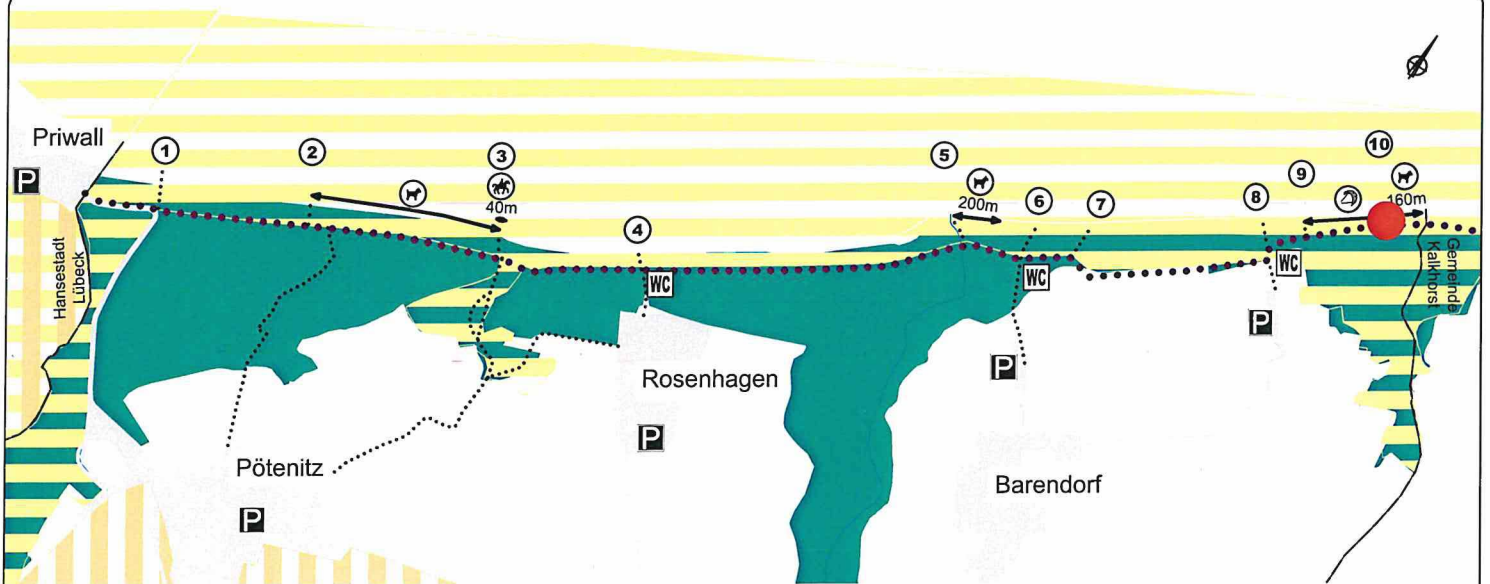 Priwall
P
1
2
3
40m
4
WC
5
200m
6
WC
7
8
WC
9
10
160m
Hansestadt
Lübeck
Gemeinde
Kalkhorst
P
P
Rosenhagen
P
Pötenitz
P
Barendorf